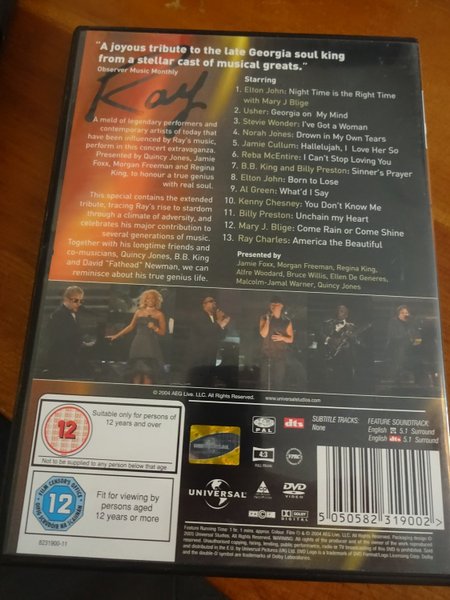 "A joyous tribute to the late Georgia soul king
from a stellar cast of musical greats."
Observer Music Monthly
Ray
A meld of legendary performers and
contemporary artists of today that
have been influenced by Ray's music,
perform in this concert extravaganza.
Presented by Quincy Jones, Jamie
Foxx, Morgan Freeman and Regina
King, to honour a true genius
with real soul.
This special contains the extended
tribute, tracing Ray's rise to stardom
through a climate of adversity, and
celebrates his major contribution to
several generations of music.
Together with his longtime friends and
co-musicians, Quincy Jones, B.B. King
and David "Fathead" Newman, we can
reminisce about his true genius life.
Starring
1. Elton John: Night Time is the Right Time
with Mary J Blige
2. Usher: Georgia on My Mind
3. Stevie Wonder: I've Got a Woman
4. Norah Jones: Drown in My Own Tears
5. Jamie Cullum: Hallelujah, I Love Her So
6. Reba McEntire: I Can't Stop Loving You
7. B.B. King and Billy Preston: Sinner's Prayer
8. Elton John: Born to Lose
9. Al Green: What'd I Say
10. Kenny Chesney: You Don't Know Me
11. Billy Preston: Unchain my Heart
12. Mary J. Blige: Come Rain or Come Shine
13. Ray Charles: America the Beautiful
Presented by
Jamie Foxx, Morgan Freeman, Regina King,
Alfre Woodard, Bruce Willis, Ellen De Generes,
Malcolm-Jamal Warner, Quincy Jones
© 2004 AEG Live. LLC. All Rights Reserved.
www.universalstudios.com
12
Suitable only for persons of
12 years and over
Not to be supplied to any person below that age
12
Fit for viewing by
persons aged
12 years or more
8231900-11
PAL
dts
SUBTITLE TRACKS:
None
FEATURE SOUNDTRACK:
English 5.1 Surround
English dts 5.1 Surround
4:3
UNIVERSAL
DVD
VIDEO
DOLBY
DIGITAL
5 050582 319002